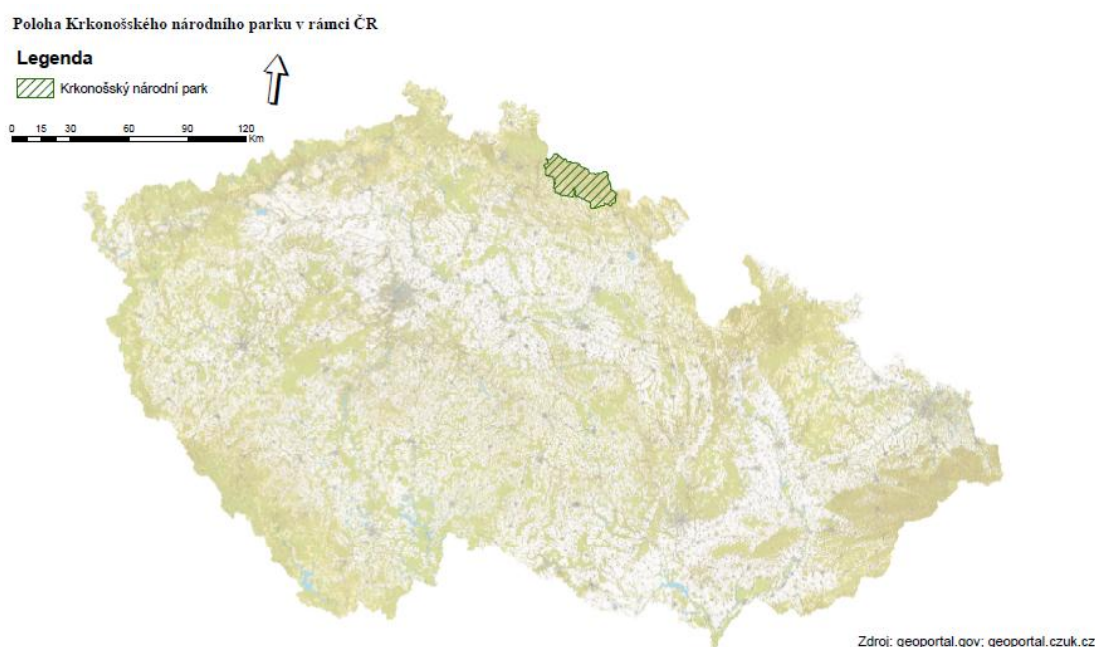 Poloha Krkonošského národního parku v rámci ČR
Legenda
Krkonošský národní park
0 15 30 60 90 120
Km
Zdroj: geoportal.gov; geoportal.czuk.cz